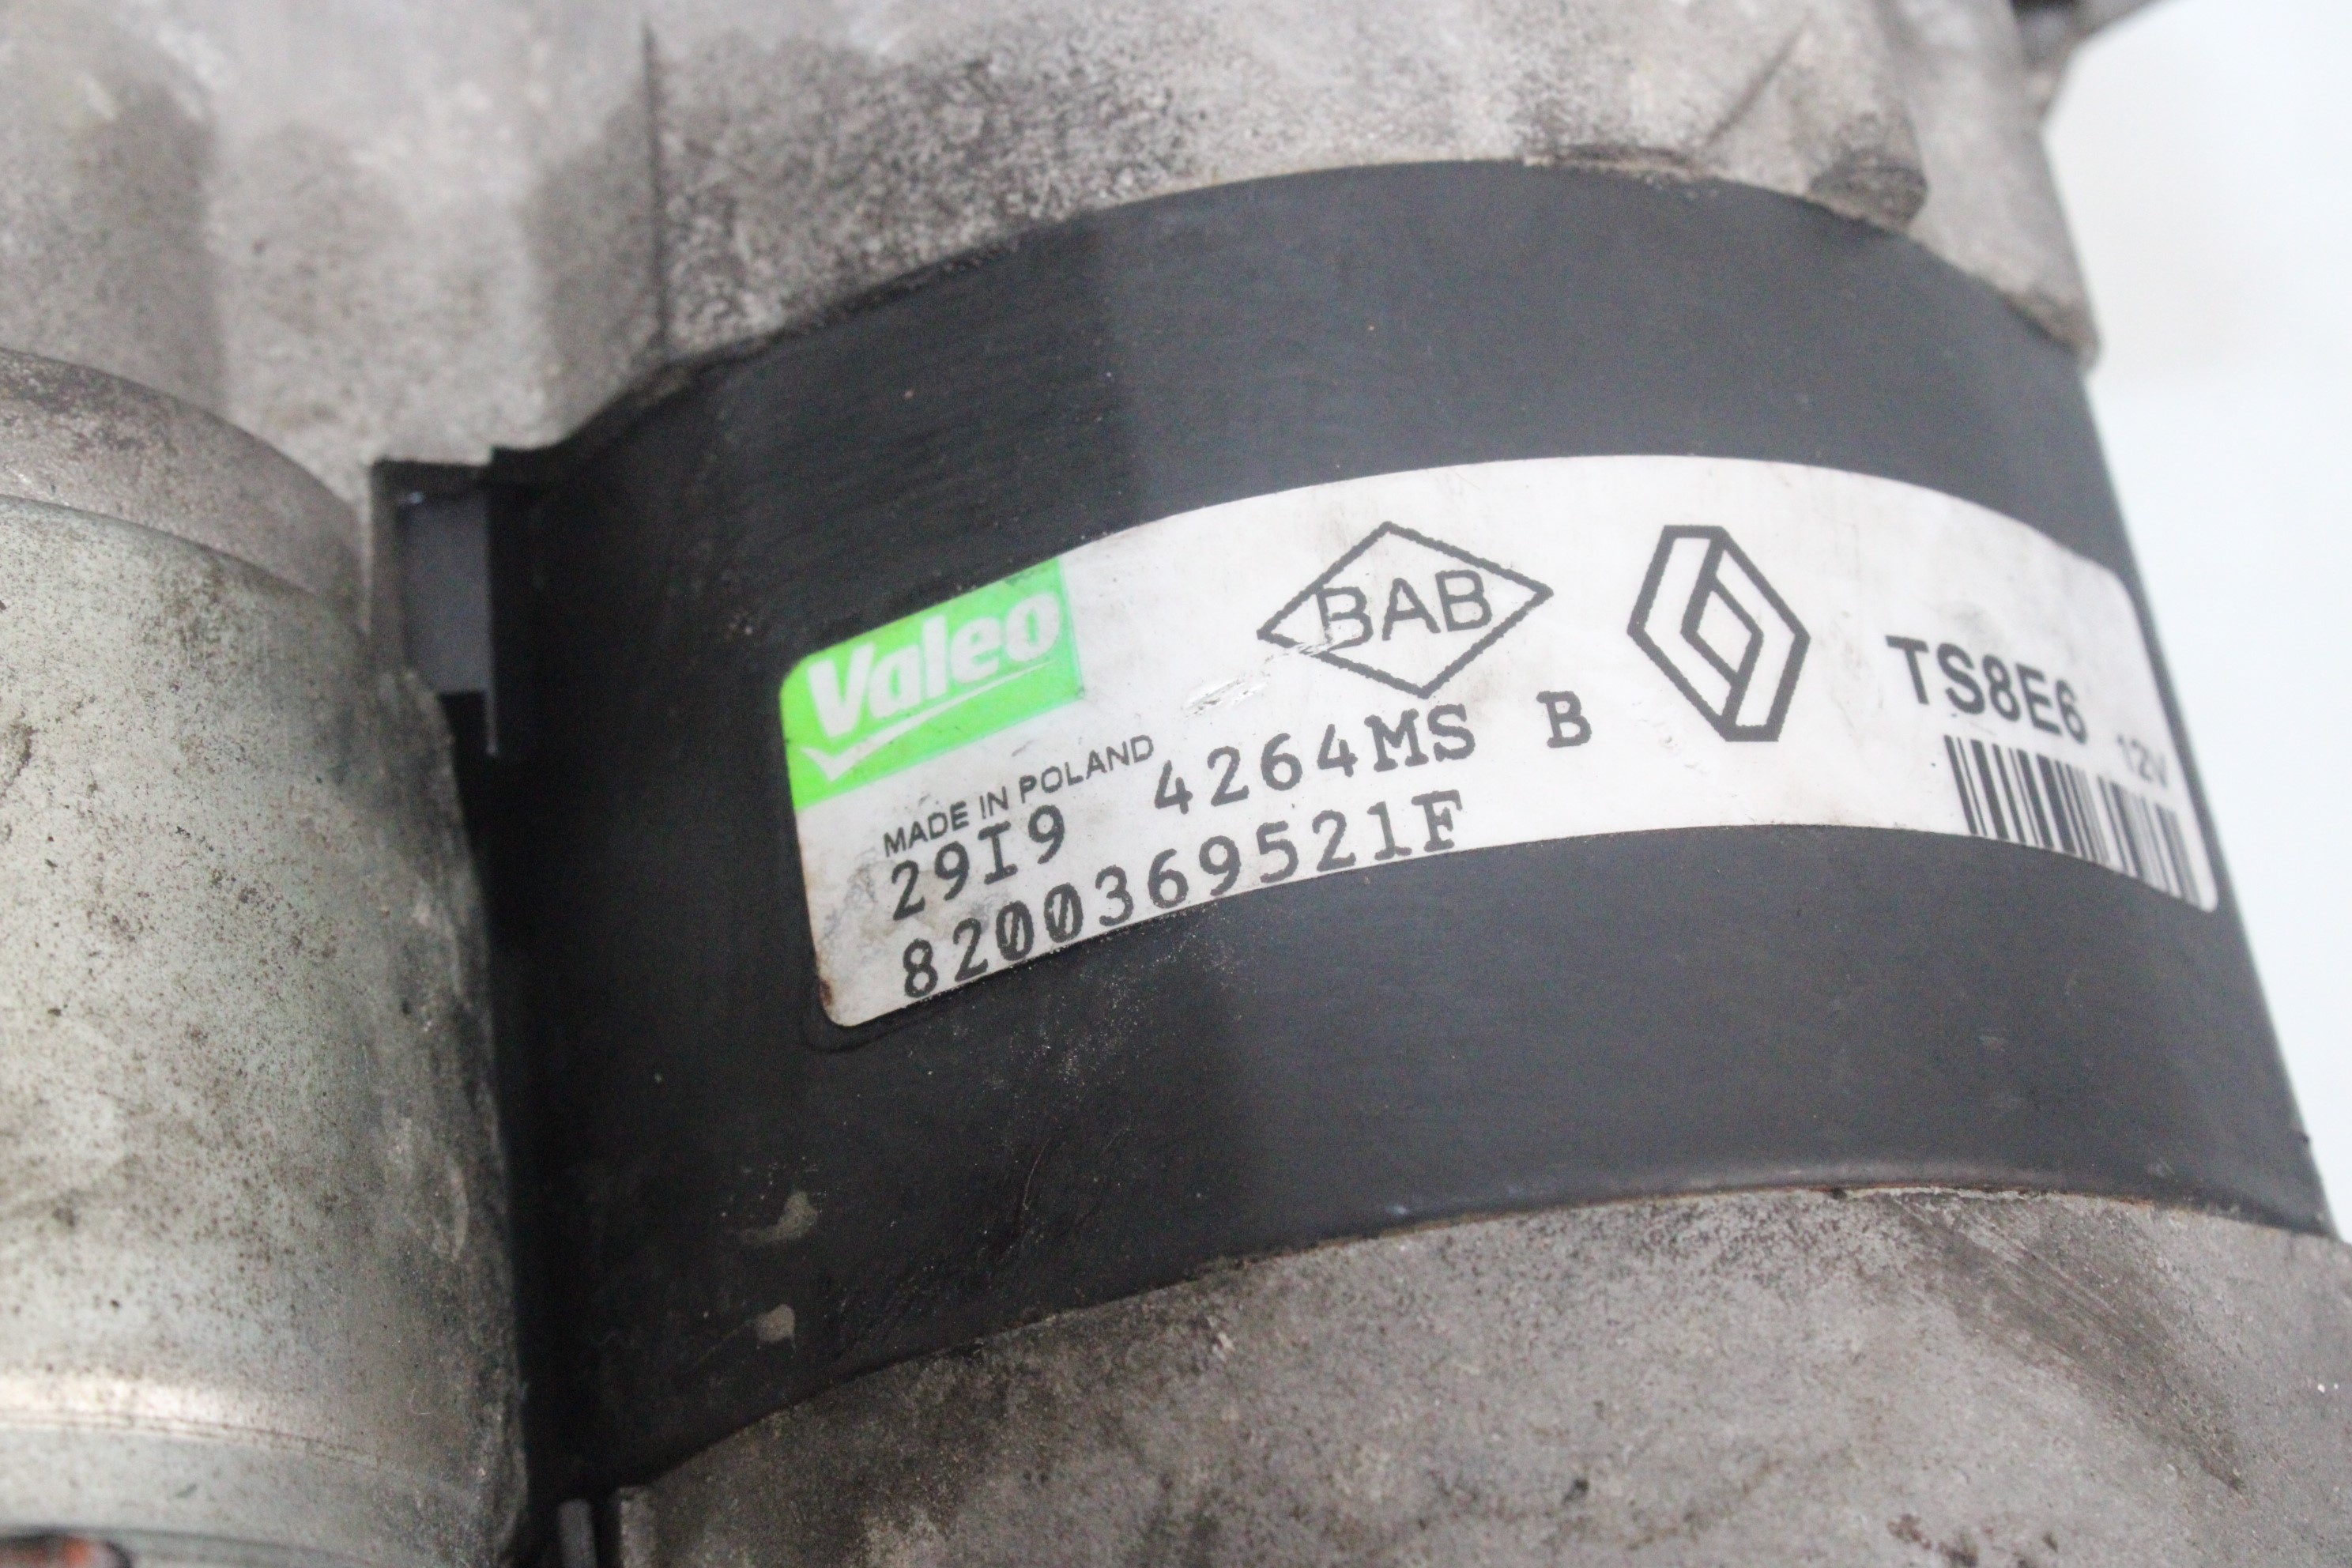 Valeo
BAB
TS8E6
12V
MADE IN POLAND
29I9 4264MS B
8200369521F